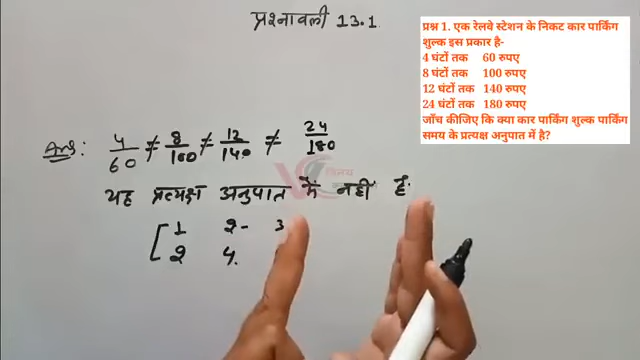 प्रश्नावली 13.1
प्रश्न 1. एक रेलवे स्टेशन के निकट कार पार्किंग
शुल्क इस प्रकार है-
4 घंटों तक 60 रुपए
8 घंटों तक 100 रुपए
12 घंटों तक 140 रुपए
24 घंटों तक 180 रुपए
जाँच कीजिए कि क्या कार पार्किंग शुल्क पार्किंग
समय के प्रत्यक्ष अनुपात में है?
Ans: 4/60 ≠ 8/100 ≠ 12/140 ≠ 24/180
यह प्रत्यक्ष अनुपात में नहीं है.
1 2- 3
2 4.